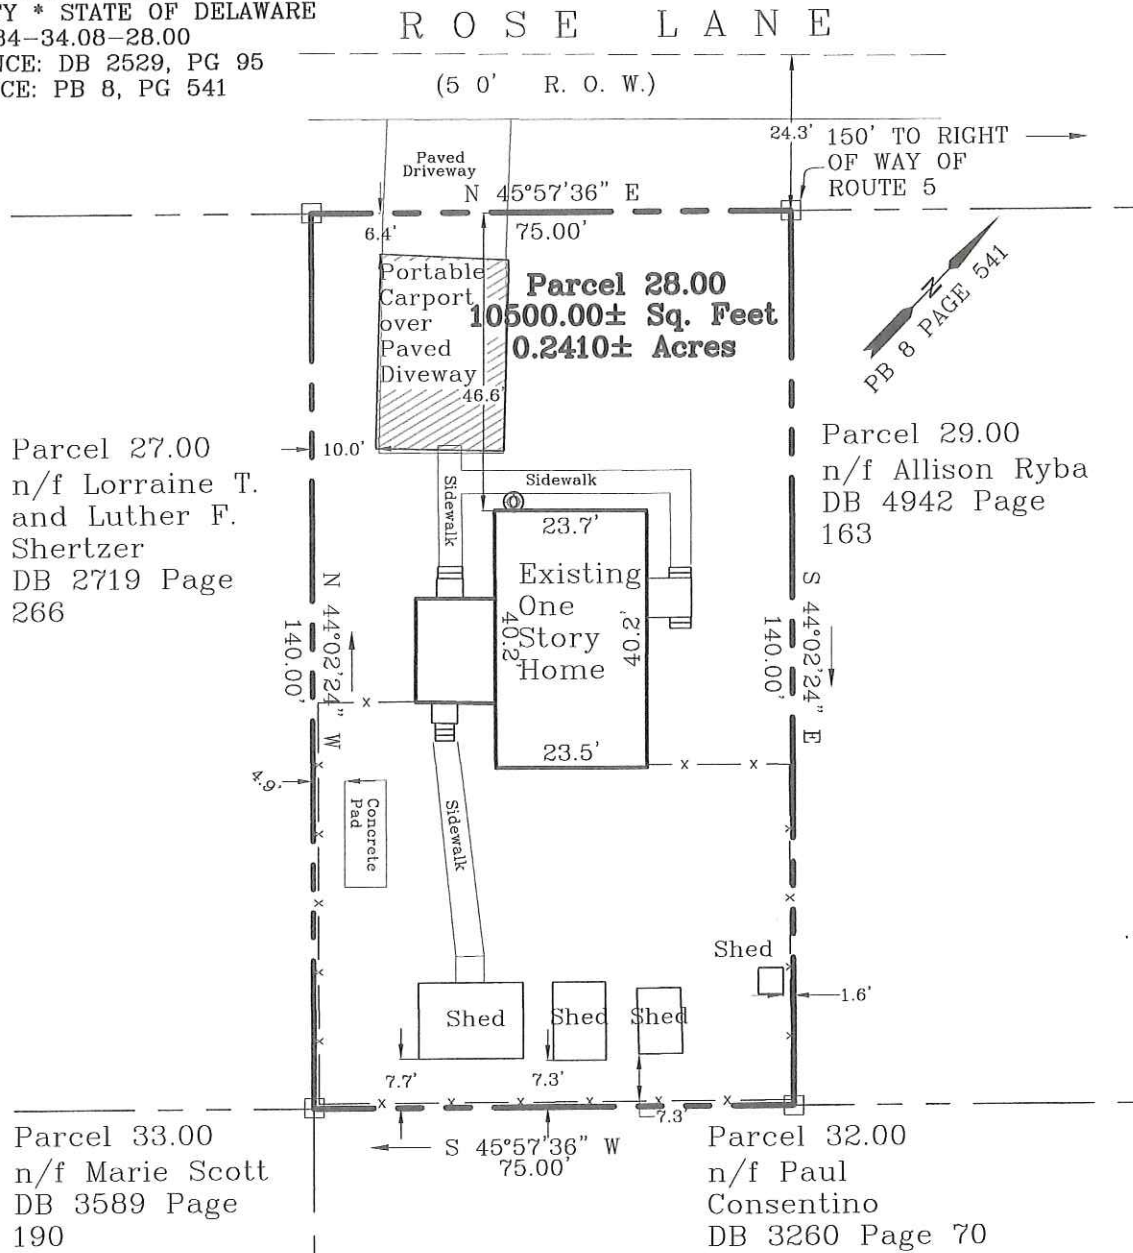 TY * STATE OF DELAWARE
34-34.08-28.00
NCE: DB 2529, PG 95
CE: PB 8, PG 541
ROSE LANE
(50' R. O. W.)
24.3'
150' TO RIGHT
OF WAY OF
ROUTE 5
Paved
Driveway
N 45°57'36" E
75.00'
6.4'
Portable
Carport
over
Paved
Diveway
Parcel 28.00
10500.00± Sq. Feet
0.2410± Acres
N
PB 8 PAGE 541
46.6'
10.0'
Parcel 27.00
n/f Lorraine T.
and Luther F.
Shertzer
DB 2719 Page
266
Parcel 29.00
n/f Allison Ryba
DB 4942 Page
163
Sidewalk
Sidewalk
23.7'
Existing
One
Story
Home
40.2'
40.2'
23.5'
N 44°02'24" W
140.00'
S 44°02'24" E
140.00'
x
x
x
4.9'
Concrete
Pad
Sidewalk
Shed
1.6'
Shed
Shed
Shed
7.7'
7.3'
7.3'
S 45°57'36" W
75.00'
Parcel 33.00
n/f Marie Scott
DB 3589 Page
190
Parcel 32.00
n/f Paul
Consentino
DB 3260 Page 70